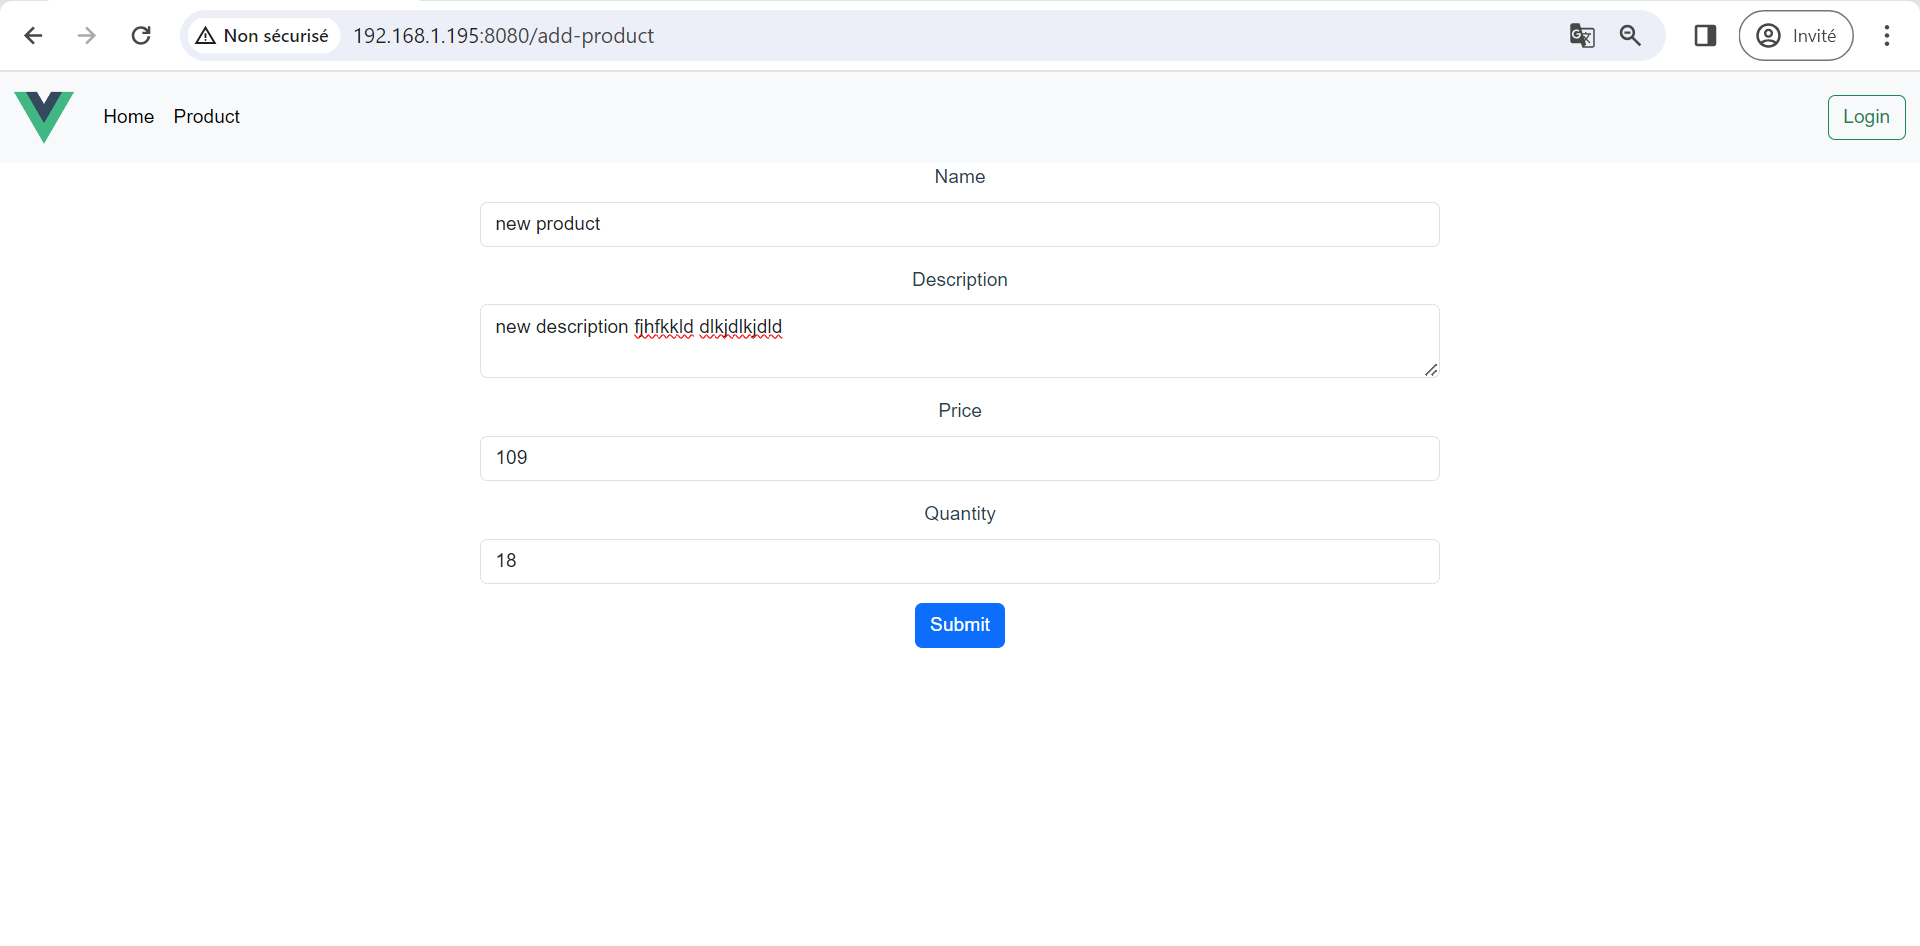 Non sécurisé 192.168.1.195:8080/add-product Invité
Home Product Login
Name
new product
Description
new description fjhfkkld dlkjdlkjdld
Price
109
Quantity
18
Submit